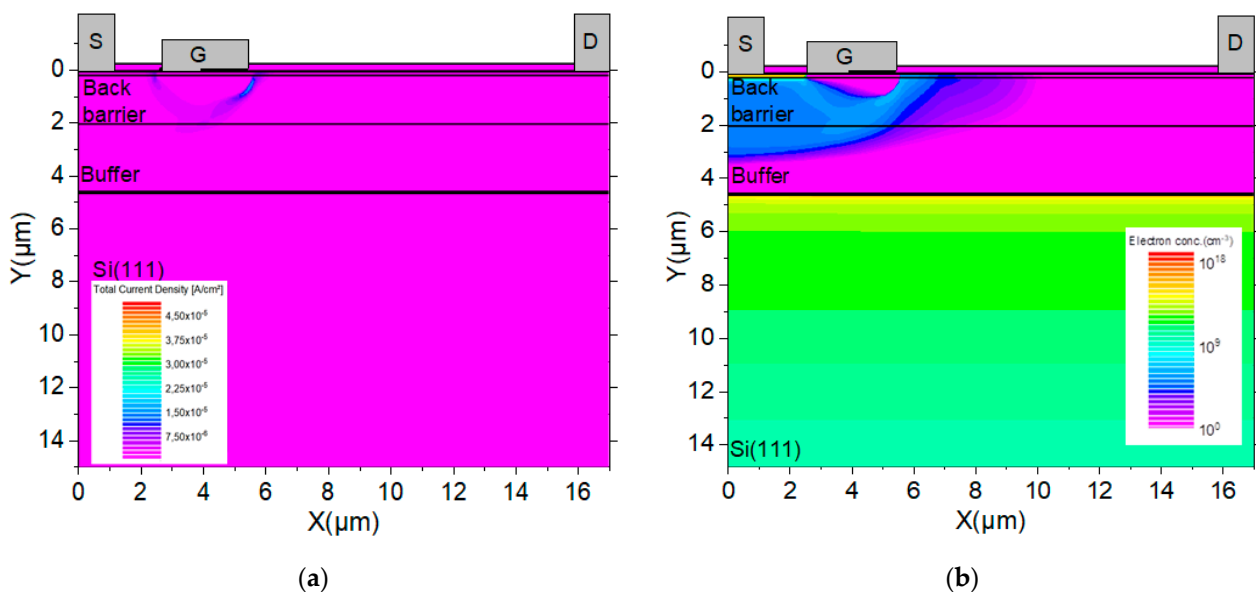 S
G
D
0
2
4
6
8
10
12
14
Y(µm)
Back
barrier
Buffer
Si(111)
Total Current Density [A/cm²]
4,50x10⁻⁵
3,75x10⁻⁵
3,00x10⁻⁵
2,25x10⁻⁵
1,50x10⁻⁵
7,50x10⁻⁶
0 2 4 6 8 10 12 14 16
X(µm)
(a)
S
G
D
0
2
4
6
8
10
12
14
Y(µm)
Back
barrier
Buffer
Electron conc.(cm⁻³)
10¹⁸
10⁹
10⁰
Si(111)
0 2 4 6 8 10 12 14 16
X(µm)
(b)